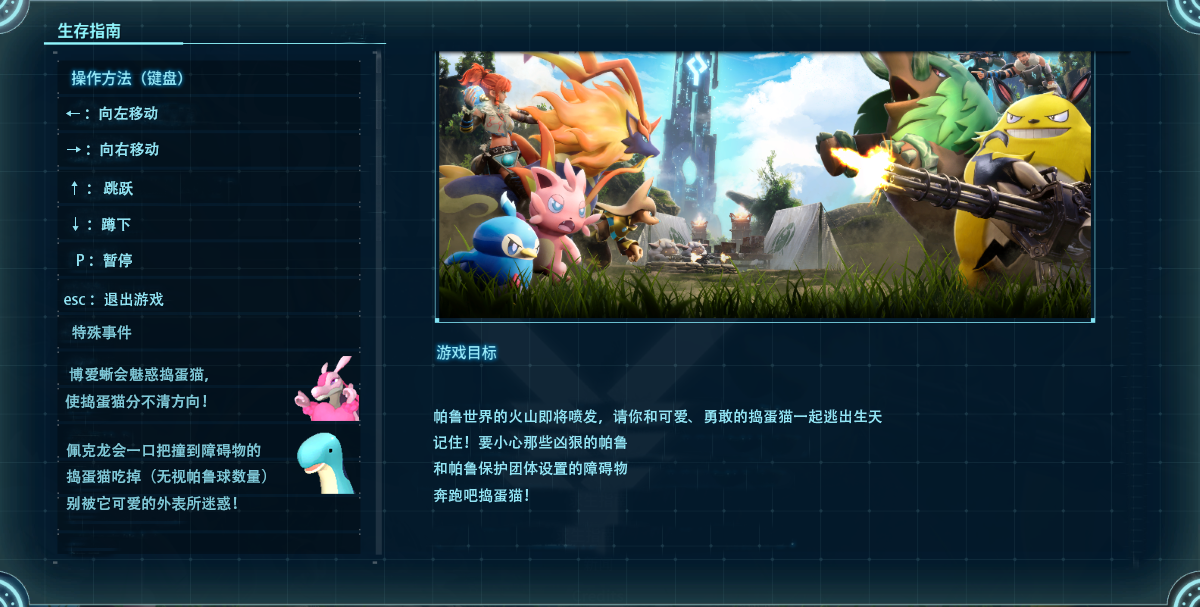 生存指南
操作方法（键盘）
←：向左移动
→：向右移动
↑：跳跃
↓：蹲下
P：暂停
esc：退出游戏
特殊事件
博爱蜥会魅惑捣蛋猫，
使捣蛋猫分不清方向！
佩克龙会一口把撞到障碍物的
捣蛋猫吃掉（无视帕鲁球数量）
别被它可爱的外表所迷惑！
游戏目标
帕鲁世界的火山即将喷发，请你和可爱、勇敢的捣蛋猫一起逃出生天
记住！要小心那些凶狠的帕鲁
和帕鲁保护团体设置的障碍物
奔跑吧捣蛋猫！